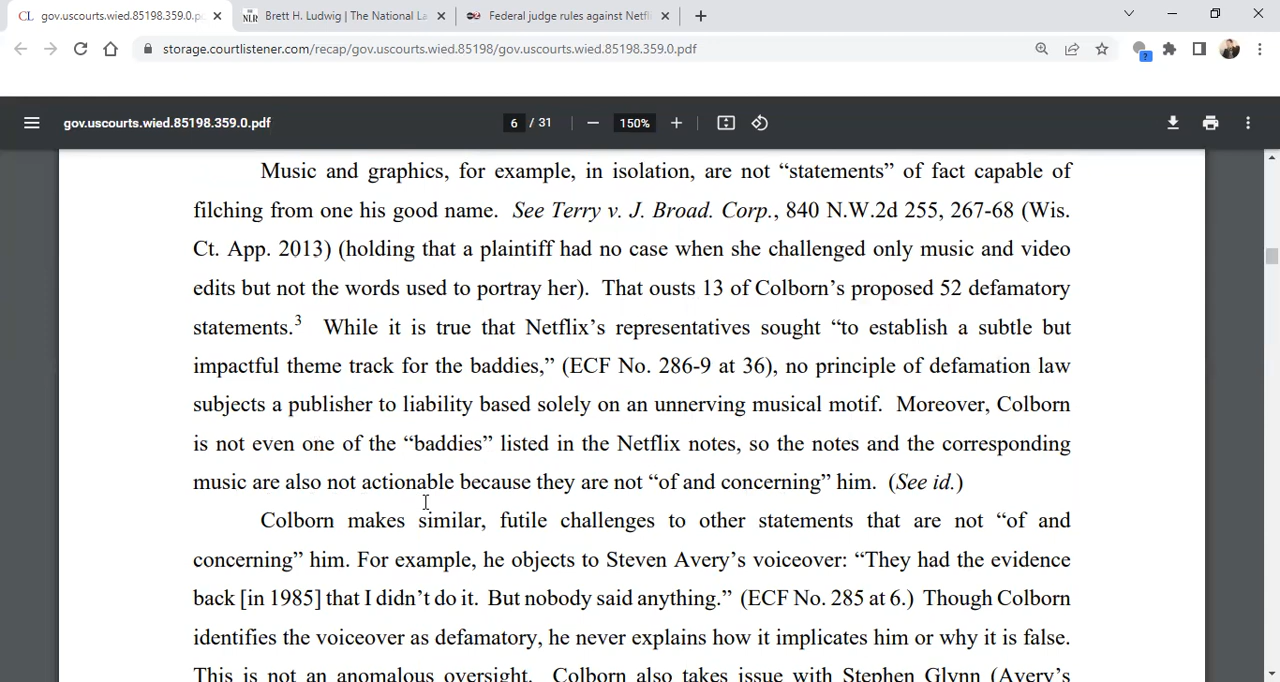 CL gov.uscourts.wied.85198.359.0.p
NLR Brett H. Ludwig | The National La
Federal judge rules against Netfl
storage.courtlistener.com/recap/gov.uscourts.wied.85198/gov.uscourts.wied.85198.359.0.pdf
gov.uscourts.wied.85198.359.0.pdf 6 / 31 150%
Music and graphics, for example, in isolation, are not “statements” of fact capable of
filching from one his good name. See Terry v. J. Broad. Corp., 840 N.W.2d 255, 267-68 (Wis.
Ct. App. 2013) (holding that a plaintiff had no case when she challenged only music and video
edits but not the words used to portray her). That ousts 13 of Colborn’s proposed 52 defamatory
statements.3 While it is true that Netflix’s representatives sought “to establish a subtle but
impactful theme track for the baddies,” (ECF No. 286-9 at 36), no principle of defamation law
subjects a publisher to liability based solely on an unnerving musical motif. Moreover, Colborn
is not even one of the “baddies” listed in the Netflix notes, so the notes and the corresponding
music are also not actionable because they are not “of and concerning” him. (See id.)
Colborn makes similar, futile challenges to other statements that are not “of and
concerning” him. For example, he objects to Steven Avery’s voiceover: “They had the evidence
back [in 1985] that I didn’t do it. But nobody said anything.” (ECF No. 285 at 6.) Though Colborn
identifies the voiceover as defamatory, he never explains how it implicates him or why it is false.
This is not an anomalous oversight. Colborn also takes issue with Stephen Glynn (Avery’s